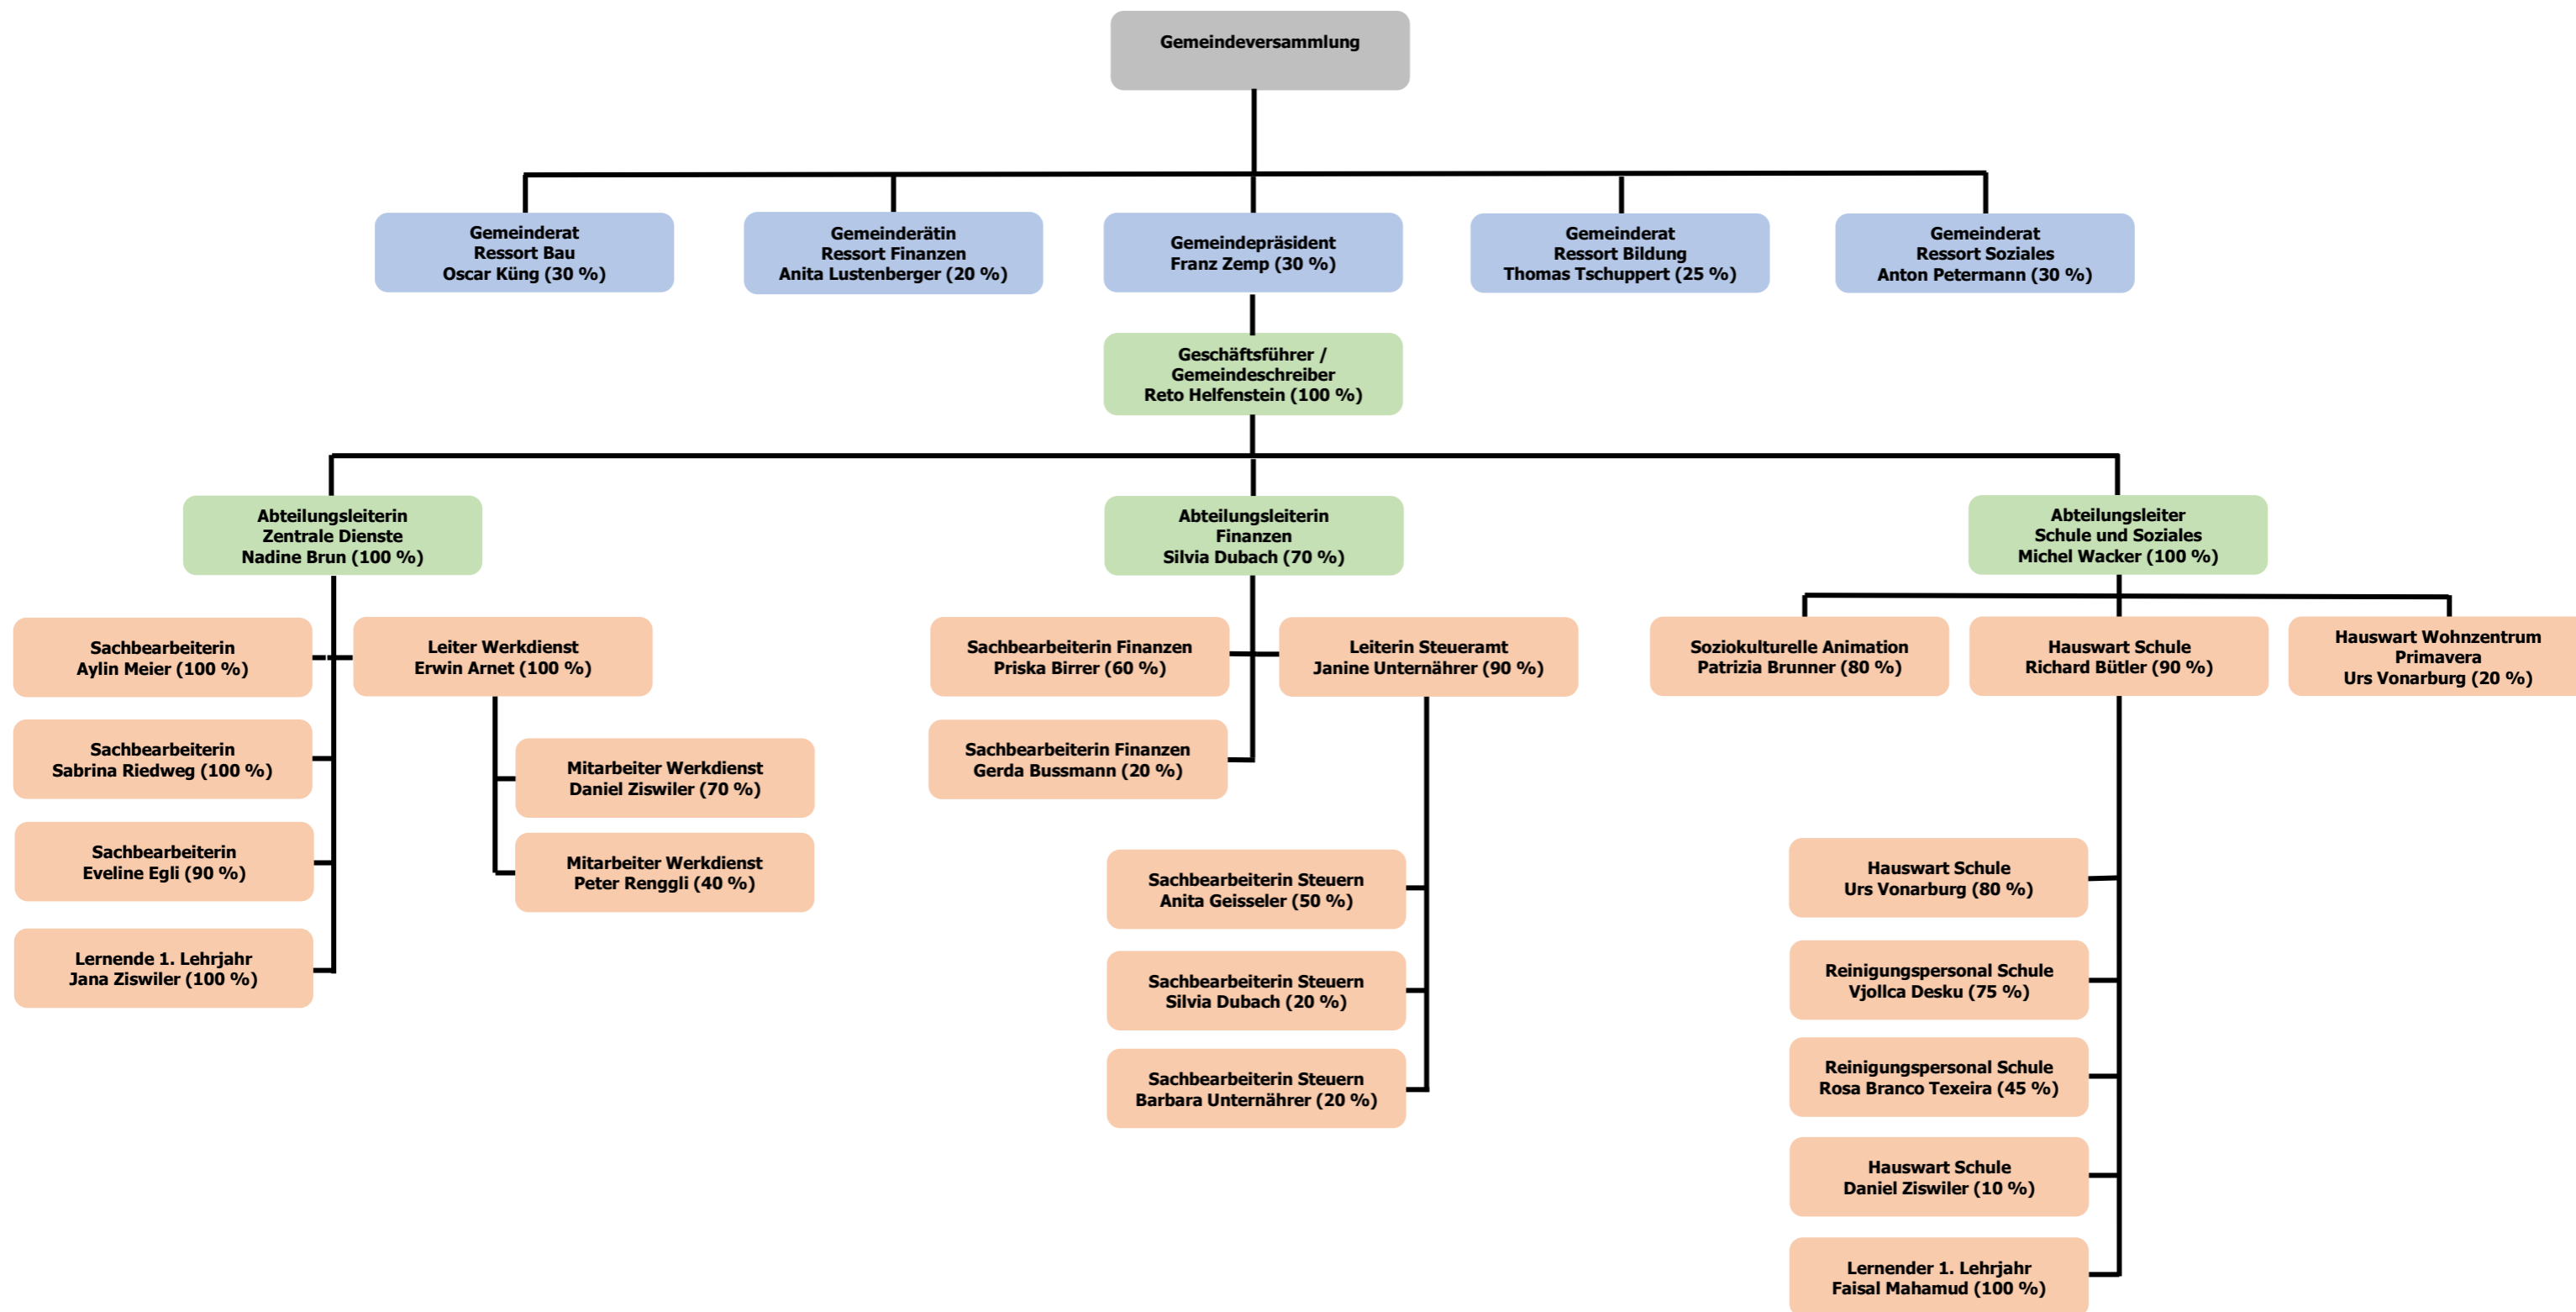 Gemeindeversammlung
Gemeinderat
Ressort Bau
Oscar Küng (30 %)
Gemeinderätin
Ressort Finanzen
Anita Lustenberger (20 %)
Gemeindepräsident
Franz Zemp (30 %)
Gemeinderat
Ressort Bildung
Thomas Tschuppert (25 %)
Gemeinderat
Ressort Soziales
Anton Petermann (30 %)
Geschäftsführer /
Gemeindeschreiber
Reto Helfenstein (100 %)
Abteilungsleiterin
Zentrale Dienste
Nadine Brun (100 %)
Abteilungsleiterin
Finanzen
Silvia Dubach (70 %)
Abteilungsleiter
Schule und Soziales
Michel Wacker (100 %)
Sachbearbeiterin
Aylin Meier (100 %)
Leiter Werkdienst
Erwin Arnet (100 %)
Sachbearbeiterin
Sabrina Riedweg (100 %)
Mitarbeiter Werkdienst
Daniel Ziswiler (70 %)
Sachbearbeiterin
Eveline Egli (90 %)
Mitarbeiter Werkdienst
Peter Renggli (40 %)
Lernende 1. Lehrjahr
Jana Ziswiler (100 %)
Sachbearbeiterin Finanzen
Priska Birrer (60 %)
Leiterin Steueramt
Janine Unternährer (90 %)
Sachbearbeiterin Finanzen
Gerda Bussmann (20 %)
Sachbearbeiterin Steuern
Anita Geisseler (50 %)
Sachbearbeiterin Steuern
Silvia Dubach (20 %)
Sachbearbeiterin Steuern
Barbara Unternährer (20 %)
Soziokulturelle Animation
Patrizia Brunner (80 %)
Hauswart Schule
Richard Bütler (90 %)
Hauswart Wohnzentrum
Primavera
Urs Vonarburg (20 %)
Hauswart Schule
Urs Vonarburg (80 %)
Reinigungspersonal Schule
Vjollca Desku (75 %)
Reinigungspersonal Schule
Rosa Branco Texeira (45 %)
Hauswart Schule
Daniel Ziswiler (10 %)
Lernender 1. Lehrjahr
Faisal Mahamud (100 %)